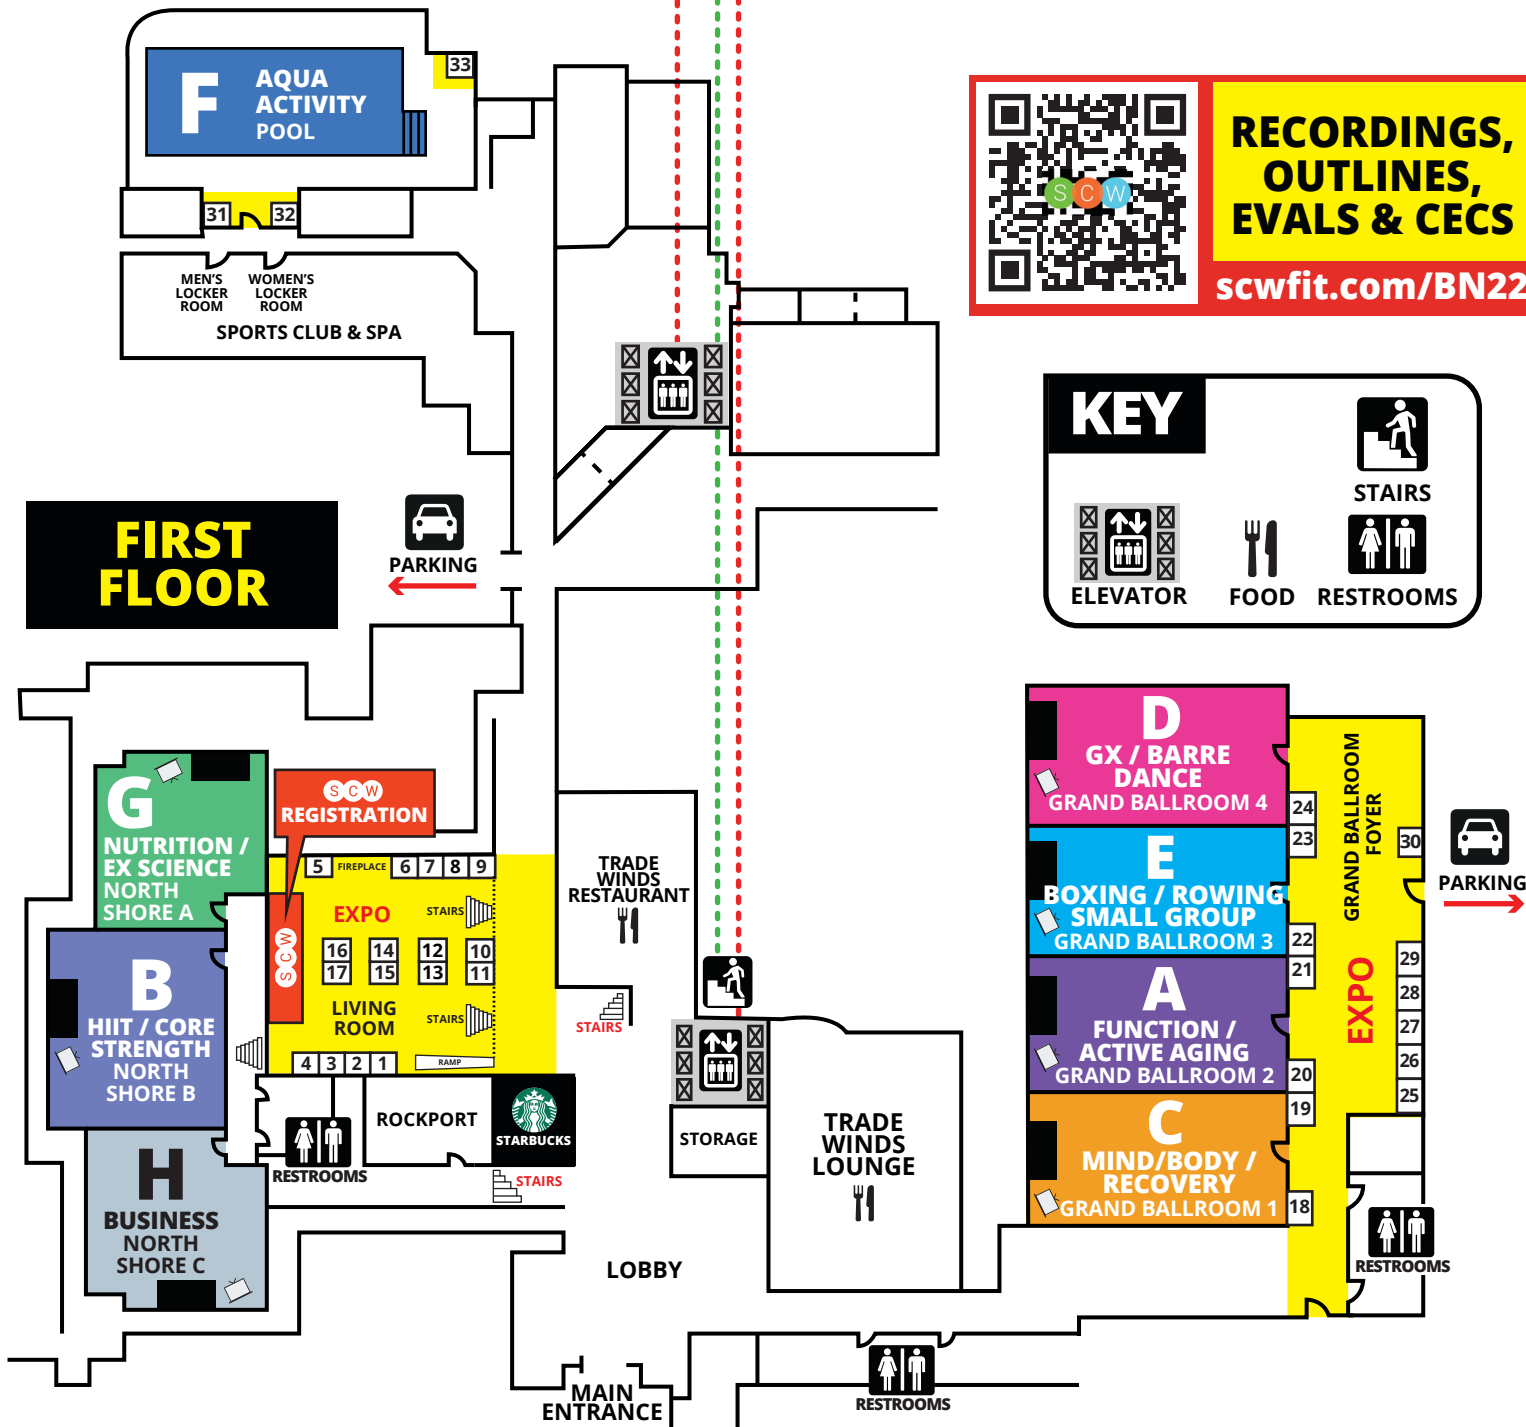 F
AQUA
ACTIVITY
POOL
33
31
32
MEN'S
LOCKER
ROOM
WOMEN'S
LOCKER
ROOM
SPORTS CLUB & SPA
S C W
RECORDINGS,
OUTLINES,
EVALS & CECS
scwfit.com/BN22
KEY
STAIRS
ELEVATOR
FOOD
RESTROOMS
FIRST
FLOOR
PARKING
G
NUTRITION /
EX SCIENCE
NORTH
SHORE A
SCW
REGISTRATION
5
FIREPLACE
6
7
8
9
EXPO
STAIRS
SCW
16
14
12
10
17
15
13
11
LIVING
ROOM
STAIRS
4
3
2
1
RAMP
B
HIIT / CORE
STRENGTH
NORTH
SHORE B
H
BUSINESS
NORTH
SHORE C
RESTROOMS
ROCKPORT
STARBUCKS
STAIRS
TRADE
WINDS
RESTAURANT
STAIRS
STORAGE
TRADE
WINDS
LOUNGE
LOBBY
MAIN
ENTRANCE
RESTROOMS
D
GX / BARRE
DANCE
GRAND BALLROOM 4
E
BOXING / ROWING
SMALL GROUP
GRAND BALLROOM 3
A
FUNCTION /
ACTIVE AGING
GRAND BALLROOM 2
C
MIND/BODY /
RECOVERY
GRAND BALLROOM 1
24
23
22
21
20
19
18
GRAND BALLROOM
FOYER
EXPO
30
29
28
27
26
25
PARKING
RESTROOMS